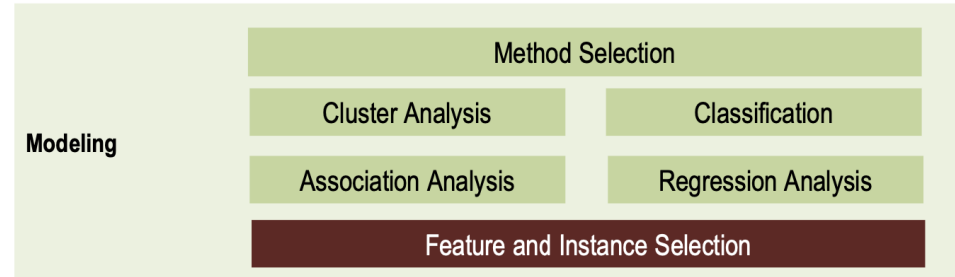 Modeling
Method Selection
Cluster Analysis
Classification
Association Analysis
Regression Analysis
Feature and Instance Selection